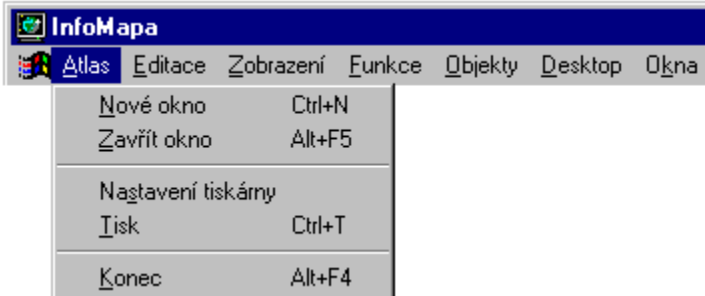 InfoMapa
Atlas Editace Zobrazení Funkce Objekty Desktop Okna
Nové okno Ctrl+N
Zavřít okno Alt+F5
Nastavení tiskárny
Tisk Ctrl+T
Konec Alt+F4